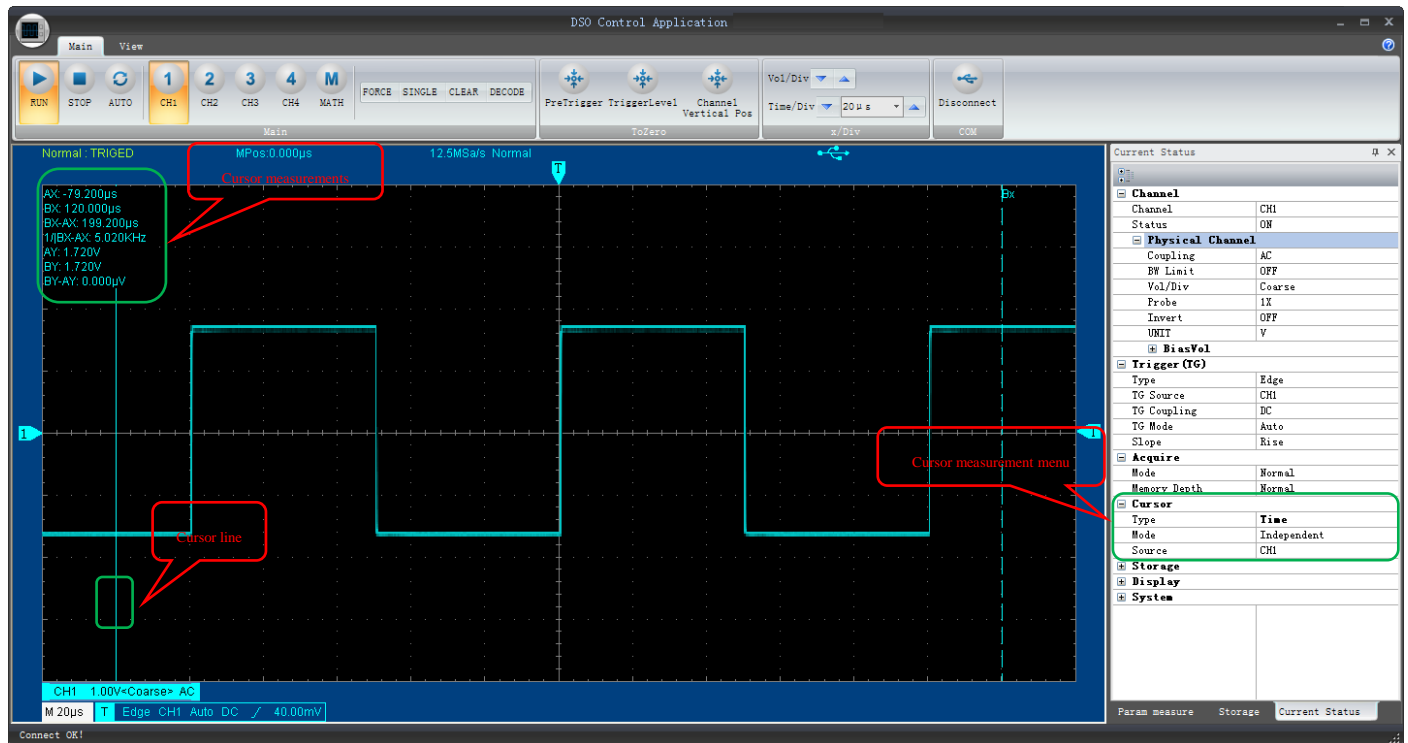 DSO Control Application
Main View
RUN STOP AUTO CH1 CH2 CH3 CH4 MATH
1 2 3 4 M
FORCE SINGLE CLEAR DECODE
Main
PreTrigger TriggerLevel Channel Vertical Pos
ToZero
Vol/Div
Time/Div 20μs
x/Div
Disconnect
COM
Normal : TRIGED MPos:0.000μs 12.5MSa/s Normal
T
Cursor measurements
AX: -79.200μs
BX: 120.000μs
BX-AX: 199.200μs
1/|BX-AX: 5.020KHz
AY: 1.720V
BY: 1.720V
BY-AY: 0.000μV
Bx
1
T
Cursor measurement menu
Cursor line
CH1 1.00V<Coarse> AC
M 20μs T Edge CH1 Auto DC 40.00mV
Current Status
Channel
Channel CH1
Status ON
Physical Channel
Coupling AC
BW Limit OFF
Vol/Div Coarse
Probe 1X
Invert OFF
UNIT V
BiasVol
Trigger(TG)
Type Edge
TG Source CH1
TG Coupling DC
TG Mode Auto
Slope Rise
Acquire
Mode Normal
Memory Depth Normal
Cursor
Type Time
Mode Independent
Source CH1
Storage
Display
System
Param measure Storage Current Status
Connect OK!